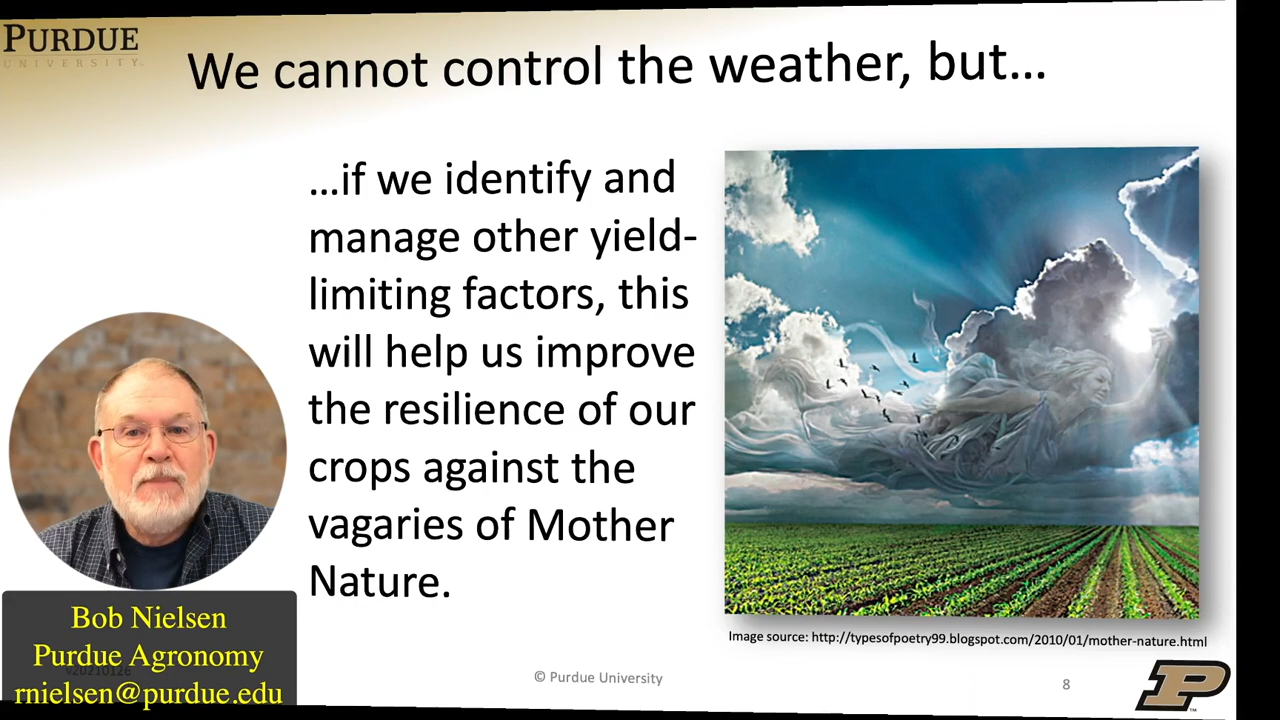 PURDUE
UNIVERSITY
We cannot control the weather, but…
…if we identify and
manage other yield-
limiting factors, this
will help us improve
the resilience of our
crops against the
vagaries of Mother
Nature.
Image source: http://typesofpoetry99.blogspot.com/2010/01/mother-nature.html
Bob Nielsen
Purdue Agronomy
rnielsen@purdue.edu
© Purdue University
8
P